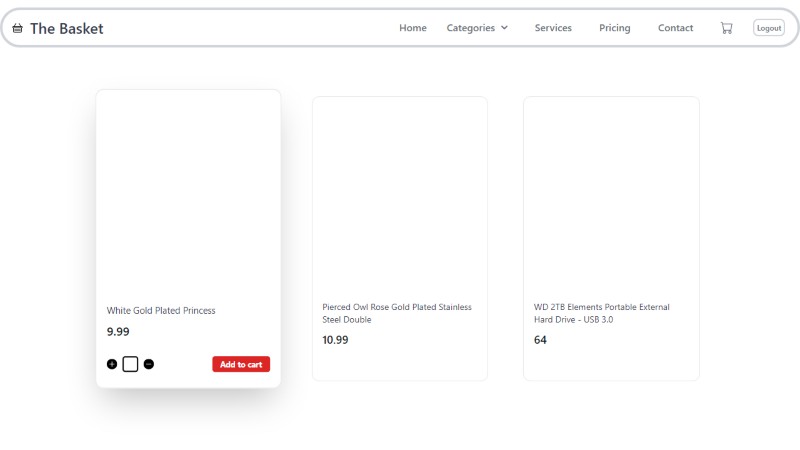 The Basket
Home Categories Services Pricing Contact Logout
White Gold Plated Princess
9.99
+ − Add to cart
Pierced Owl Rose Gold Plated Stainless
Steel Double
10.99
WD 2TB Elements Portable External
Hard Drive - USB 3.0
64